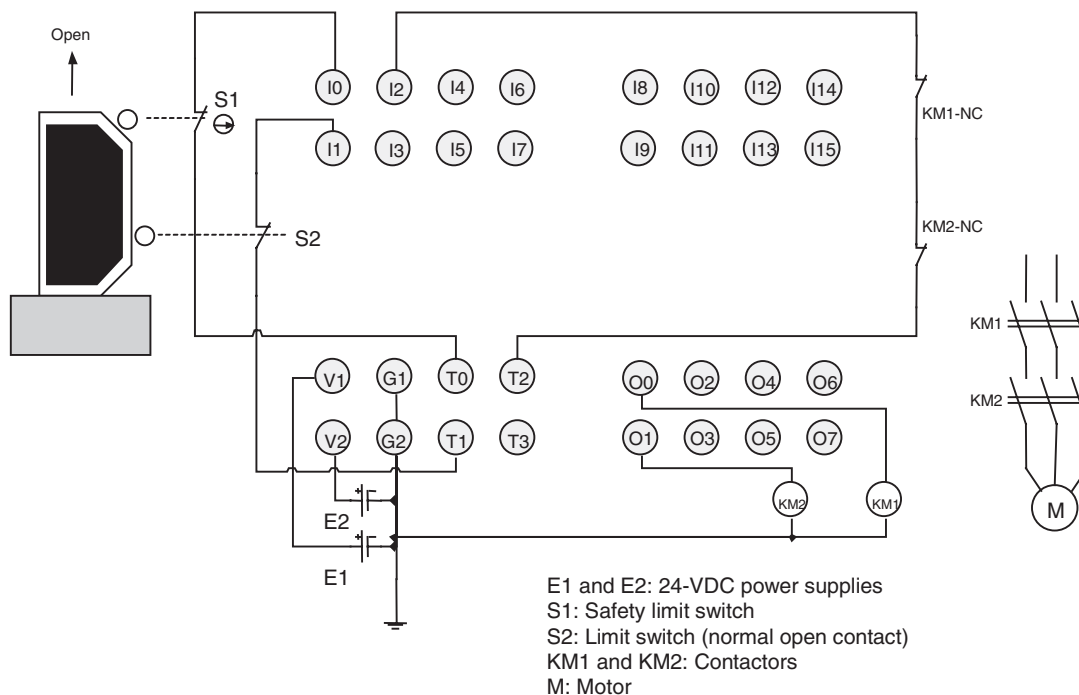 Open
S1
S2
I0 I2 I4 I6 I8 I10 I12 I14
I1 I3 I5 I7 I9 I11 I13 I15
KM1-NC
KM2-NC
V1 G1 T0 T2 O0 O2 O4 O6
V2 G2 T1 T3 O1 O3 O5 O7
KM1
KM2
KM2 KM1
M
E2
E1
E1 and E2: 24-VDC power supplies
S1: Safety limit switch
S2: Limit switch (normal open contact)
KM1 and KM2: Contactors
M: Motor